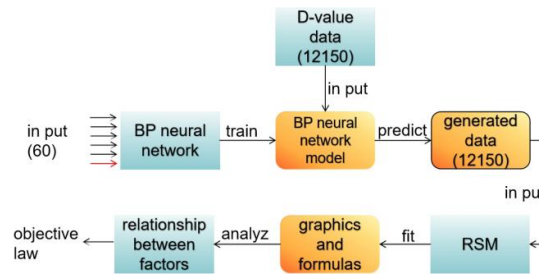 D-value
data
(12150)
in put
in put
(60)
BP neural
network
train
BP neural
network
model
predict
generated
data
(12150)
in pu
objective
law
relationship
between
factors
analyz
graphics
and
formulas
fit
RSM